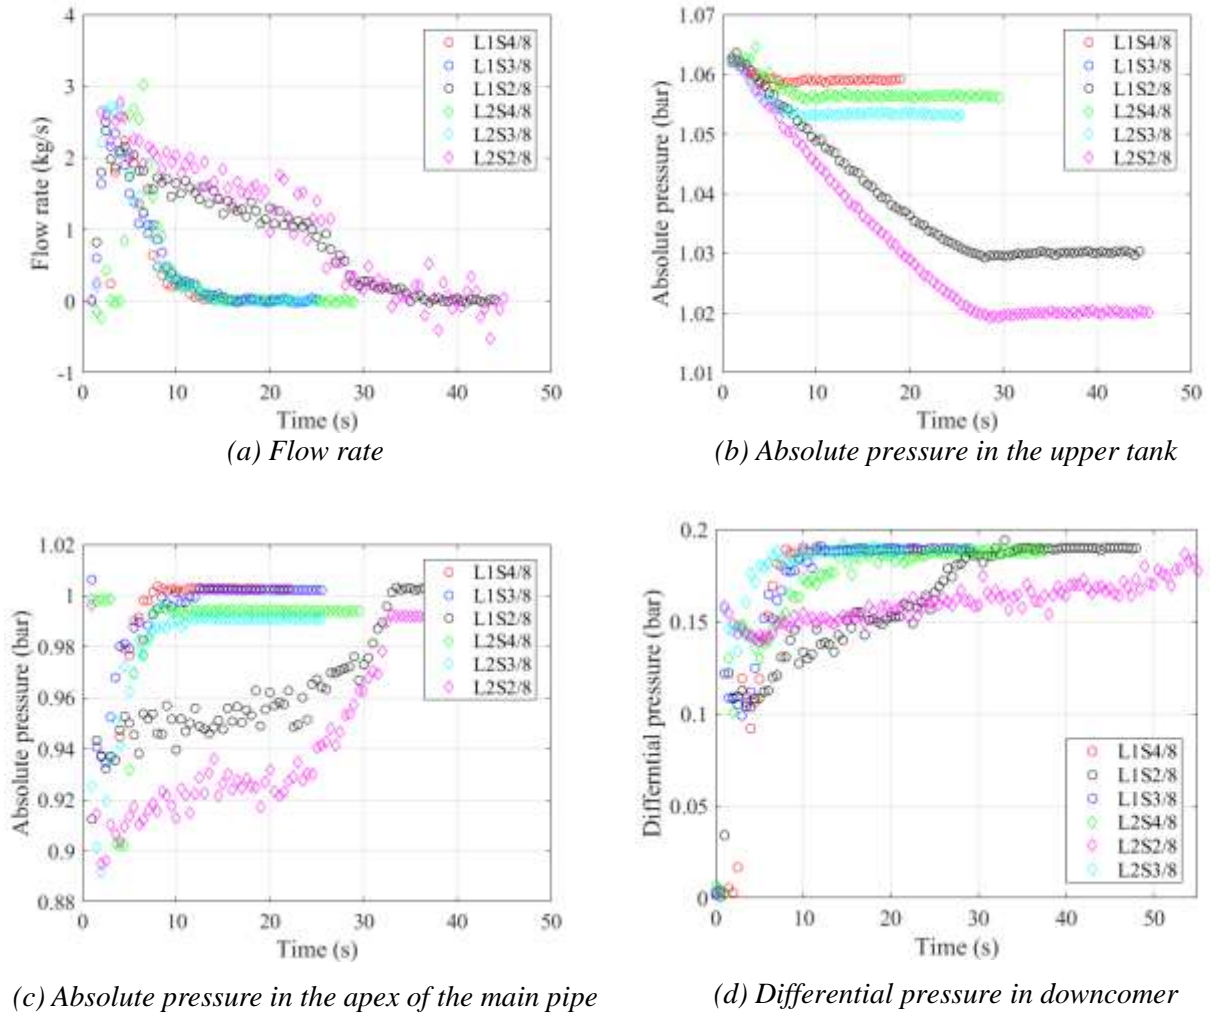 4
3
2
1
0
-1
0
10
20
30
40
50
Flow rate (kg/s)
Time (s)
L1S4/8
L1S3/8
L1S2/8
L2S4/8
L2S3/8
L2S2/8
(a) Flow rate
1.07
1.06
1.05
1.04
1.03
1.02
1.01
0
10
20
30
40
50
Absolute pressure (bar)
Time (s)
L1S4/8
L1S3/8
L1S2/8
L2S4/8
L2S3/8
L2S2/8
(b) Absolute pressure in the upper tank
1.02
1
0.98
0.96
0.94
0.92
0.9
0.88
0
10
20
30
40
50
Absolute pressure (bar)
Time (s)
L1S4/8
L1S3/8
L1S2/8
L2S4/8
L2S3/8
L2S2/8
(c) Absolute pressure in the apex of the main pipe
0.2
0.15
0.1
0.05
0
0
10
20
30
40
50
Differential pressure (bar)
Time (s)
L1S4/8
L1S2/8
L1S3/8
L2S4/8
L2S2/8
L2S3/8
(d) Differential pressure in downcomer